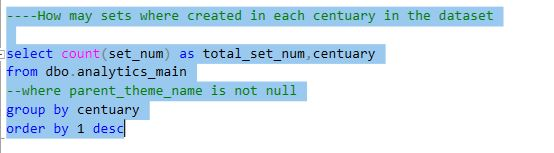 ----How may sets where created in each centuary in the dataset
select count(set_num) as total_set_num,centuary
from dbo.analytics_main
--where parent_theme_name is not null
group by centuary
order by 1 desc